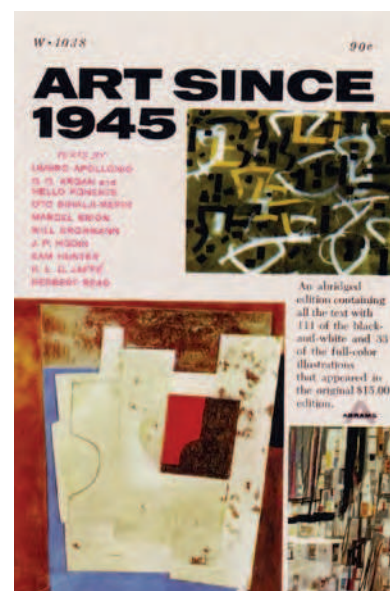 W•1038
90¢
ART SINCE
1945
TEXTS BY
UMBRO APOLLONIO
G. C. ARGAN and
NELLO PONENTE
OTO BIHALJI-MERIN
MARCEL BRION
WILL GROHMANN
J. P. HODIN
SAM HUNTER
H. L. C. JAFFÉ
HERBERT READ
An abridged
edition containing
all the text with
111 of the black-
and-white and 53
of the full-color
illustrations
that appeared in
the original $15.00
edition.
ABRAMS